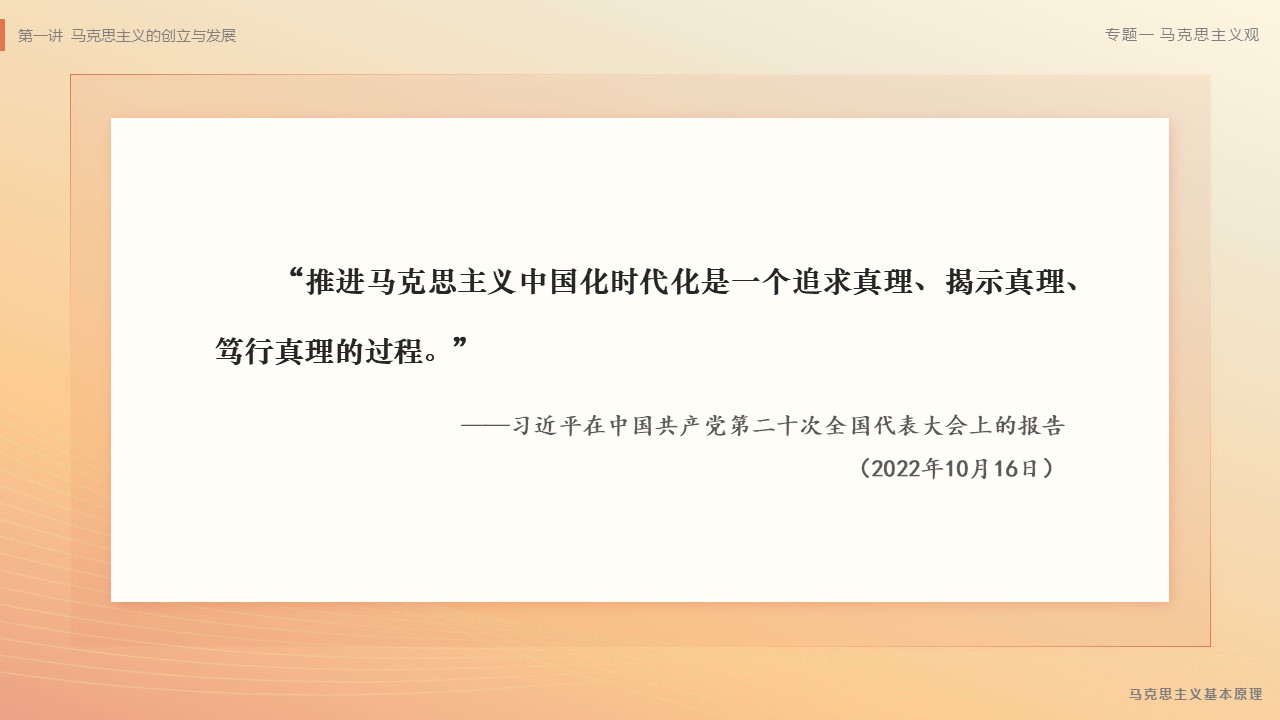 第一讲 马克思主义的创立与发展
专题一 马克思主义观
“推进马克思主义中国化时代化是一个追求真理、揭示真理、
笃行真理的过程。”
——习近平在中国共产党第二十次全国代表大会上的报告
（2022年10月16日）
马克思主义基本原理